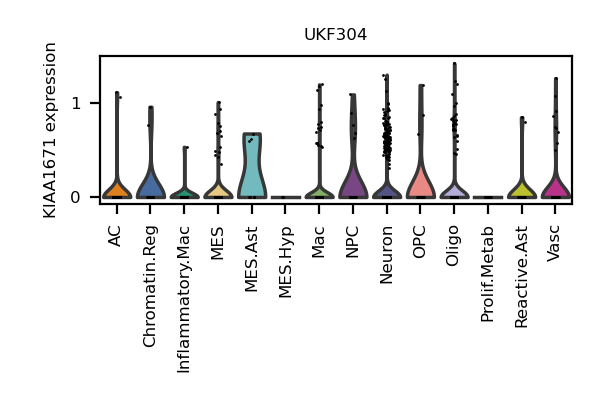 UKF304
KIAA1671 expression
1
0
AC
Chromatin.Reg
Inflammatory.Mac
MES
MES.Ast
MES.Hyp
Mac
NPC
Neuron
OPC
Oligo
Prolif.Metab
Reactive.Ast
Vasc